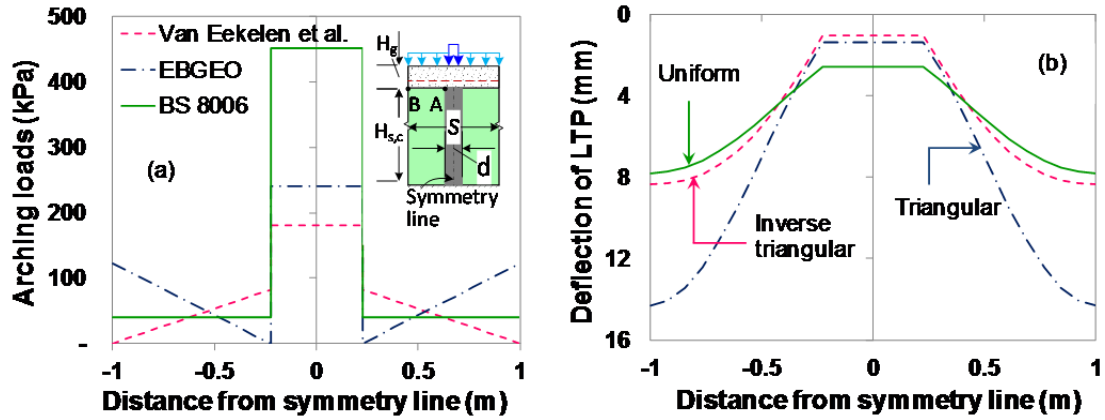 (a)
Arching loads (kPa)
500
400
300
200
100
-
Van Eekelen et al.
EBGEO
BS 8006
Hg
Hs,c
B
A
S
d
Symmetry
line
-1
-0.5
0
0.5
1
Distance from symmetry line (m)
(b)
Deflection of LTP (mm)
0
4
8
12
16
Uniform
Inverse
triangular
Triangular
-1
-0.5
0
0.5
1
Distance from symmetry line (m)